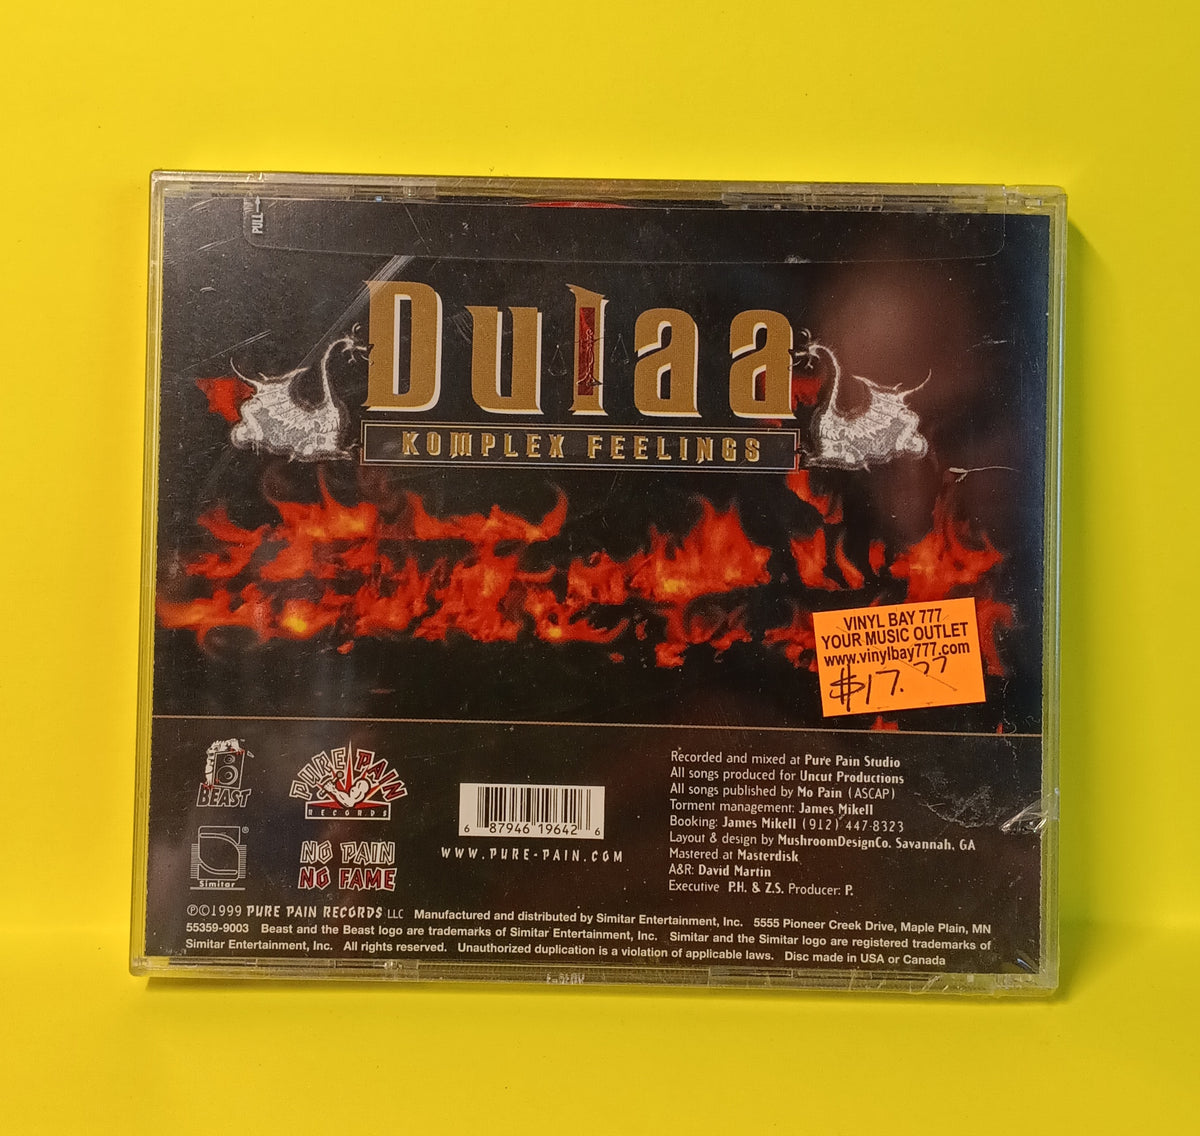 PULL
Dulaa
KOMPLEX FEELINGS
VINYL BAY 777
YOUR MUSIC OUTLET
www.vinylbay777.com
$17.77
BEAST
PURE PAIN
RECORDS
Simitar
®
NO PAIN
NO FAME
6 87946 19642 6
WWW.PURE-PAIN.COM
Recorded and mixed at Pure Pain Studio
All songs produced for Uncut Productions
All songs published by Mo Pain (ASCAP)
Torment management: James Mikell
Booking: James Mikell (912) 447-8323
Layout & design by MushroomDesignCo. Savannah, GA
Mastered at Masterdisk
A&R: David Martin
Executive P.H. & Z.S. Producer: P.
℗©1999 PURE PAIN RECORDS LLC Manufactured and distributed by Simitar Entertainment, Inc. 5555 Pioneer Creek Drive, Maple Plain, MN
55359-9003 Beast and the Beast logo are trademarks of Simitar Entertainment, Inc. Simitar and the Simitar logo are registered trademarks of
Simitar Entertainment, Inc. All rights reserved. Unauthorized duplication is a violation of applicable laws. Disc made in USA or Canada